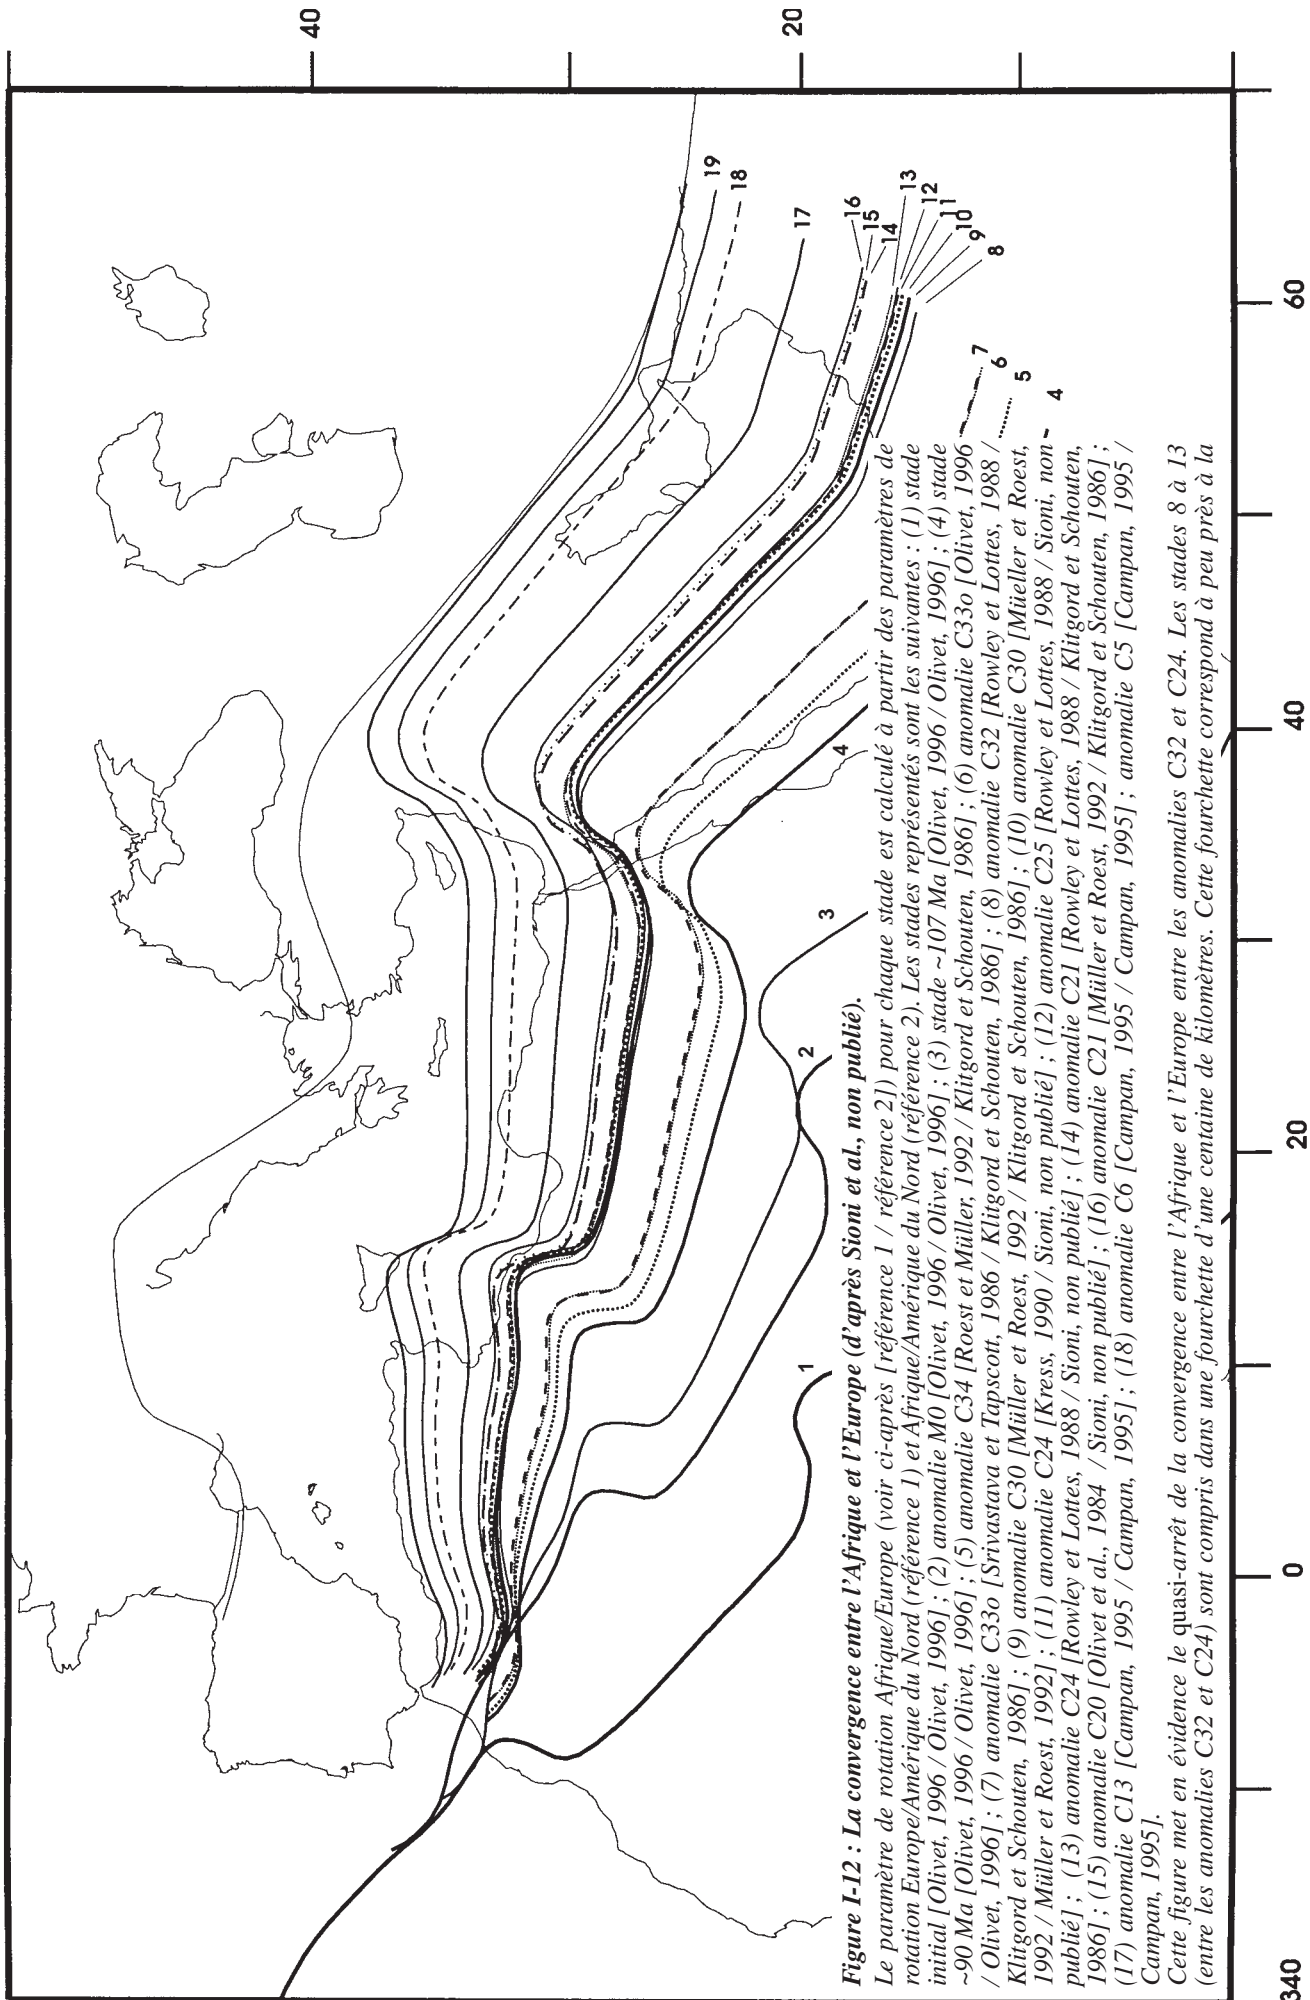 40
20
19
18
17
16
15
14
13
12
11
10
9
8
7
6
5
4
4
3
2
1
60
40
20
0
340
Figure I-12 : La convergence entre l'Afrique et l'Europe (d'après Sioni et al., non publié).
Le paramètre de rotation Afrique/Europe (voir ci-après [référence 1 / référence 2]) pour chaque stade est calculé à partir des paramètres de
rotation Europe/Amérique du Nord (référence 1) et Afrique/Amérique du Nord (référence 2). Les stades représentés sont les suivantes : (1) stade
initial [Olivet, 1996 / Olivet, 1996] ; (2) anomalie M0 [Olivet, 1996 / Olivet, 1996] ; (3) stade ~107 Ma [Olivet, 1996 / Olivet, 1996] ; (4) stade
~90 Ma [Olivet, 1996 / Olivet, 1996] ; (5) anomalie C34 [Roest et Müller, 1992 / Klitgord et Schouten, 1986] ; (6) anomalie C33o [Olivet, 1996
/ Olivet, 1996] ; (7) anomalie C33o [Srivastava et Tapscott, 1986 / Klitgord et Schouten, 1986] ; (8) anomalie C32 [Rowley et Lottes, 1988 /
Klitgord et Schouten, 1986] ; (9) anomalie C30 [Müller et Roest, 1992 / Klitgord et Schouten, 1986] ; (10) anomalie C30 [Müeller et Roest,
1992 / Müller et Roest, 1992] ; (11) anomalie C24 [Kress, 1990 / Sioni, non publié] ; (12) anomalie C25 [Rowley et Lottes, 1988 / Sioni, non
publié] ; (13) anomalie C24 [Rowley et Lottes, 1988 / Sioni, non publié] ; (14) anomalie C21 [Rowley et Lottes, 1988 / Klitgord et Schouten,
1986] ; (15) anomalie C20 [Olivet et al., 1984 / Sioni, non publié] ; (16) anomalie C21 [Müller et Roest, 1992 / Klitgord et Schouten, 1986] ;
(17) anomalie C13 [Campan, 1995 / Campan, 1995] ; (18) anomalie C6 [Campan, 1995 / Campan, 1995] ; anomalie C5 [Campan, 1995 /
Campan, 1995].
Cette figure met en évidence le quasi-arrêt de la convergence entre l'Afrique et l'Europe entre les anomalies C32 et C24. Les stades 8 à 13
(entre les anomalies C32 et C24) sont compris dans une fourchette d'une centaine de kilomètres. Cette fourchette correspond à peu près à la